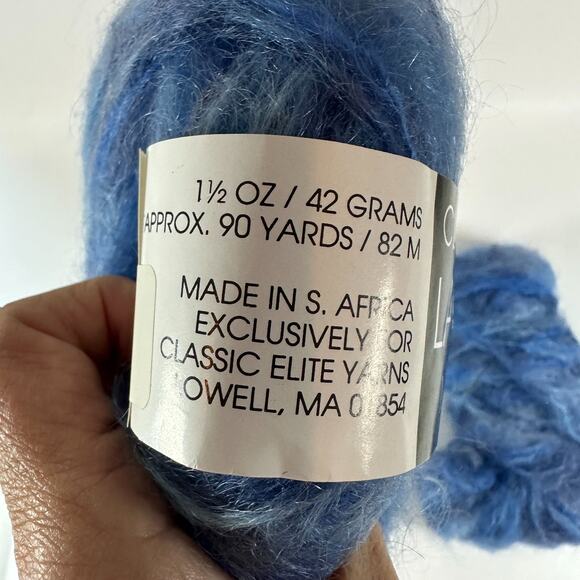 1½ OZ / 42 GRAMS
APPROX. 90 YARDS / 82 M
MADE IN S. AFRICA
EXCLUSIVELY FOR
CLASSIC ELITE YARNS
LOWELL, MA 01854